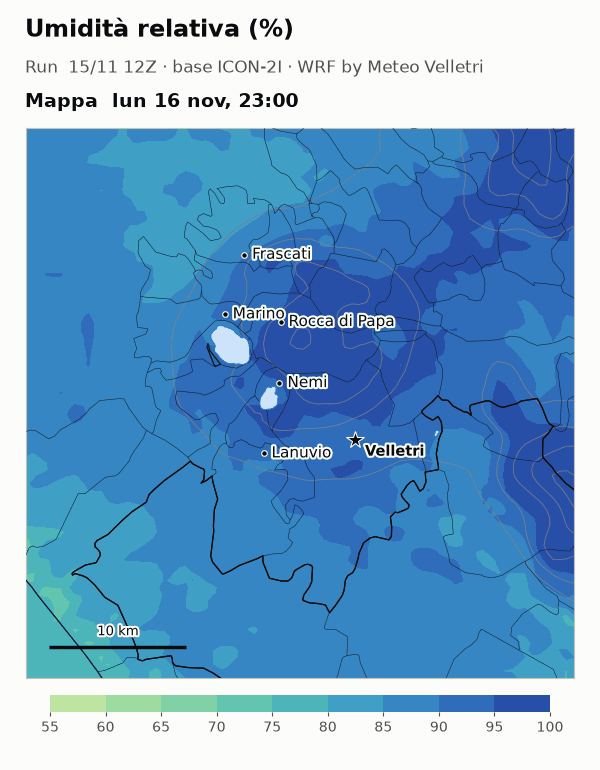 Umidità relativa (%)
Run  15/11 12Z · base ICON-2I · WRF by Meteo Velletri
Mappa  lun 16 nov, 23:00
Frascati
Marino
Rocca di Papa
Nemi
Velletri
Lanuvio
10 km
55 60 65 70 75 80 85 90 95 100